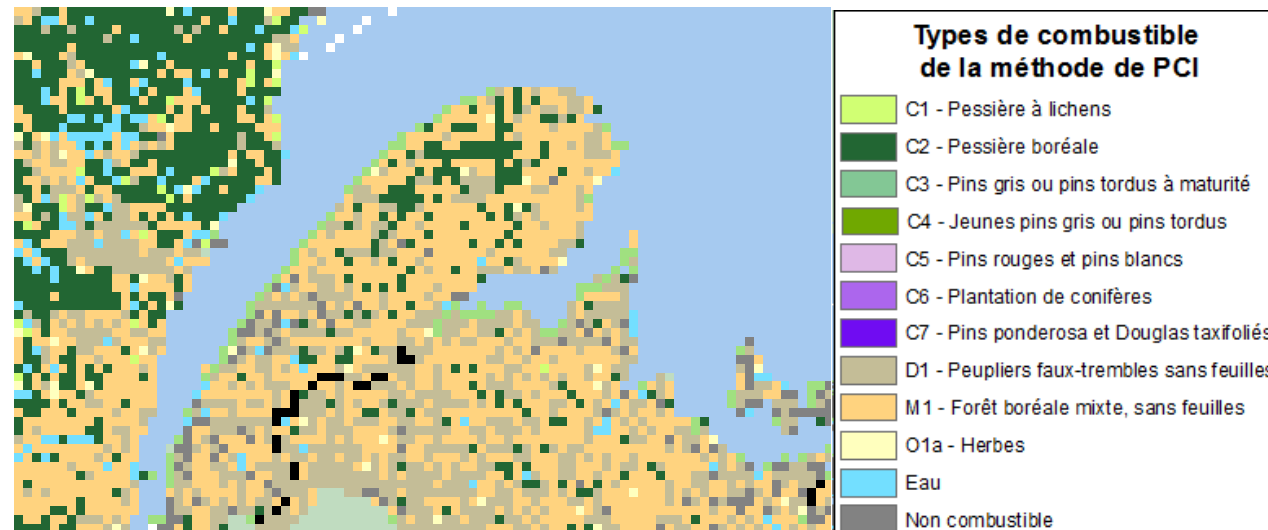 Types de combustible
de la méthode de PCI
C1 - Pessière à lichens
C2 - Pessière boréale
C3 - Pins gris ou pins tordus à maturité
C4 - Jeunes pins gris ou pins tordus
C5 - Pins rouges et pins blancs
C6 - Plantation de conifères
C7 - Pins ponderosa et Douglas taxifoliés
D1 - Peupliers faux-trembles sans feuilles
M1 - Forêt boréale mixte, sans feuilles
O1a - Herbes
Eau
Non combustible